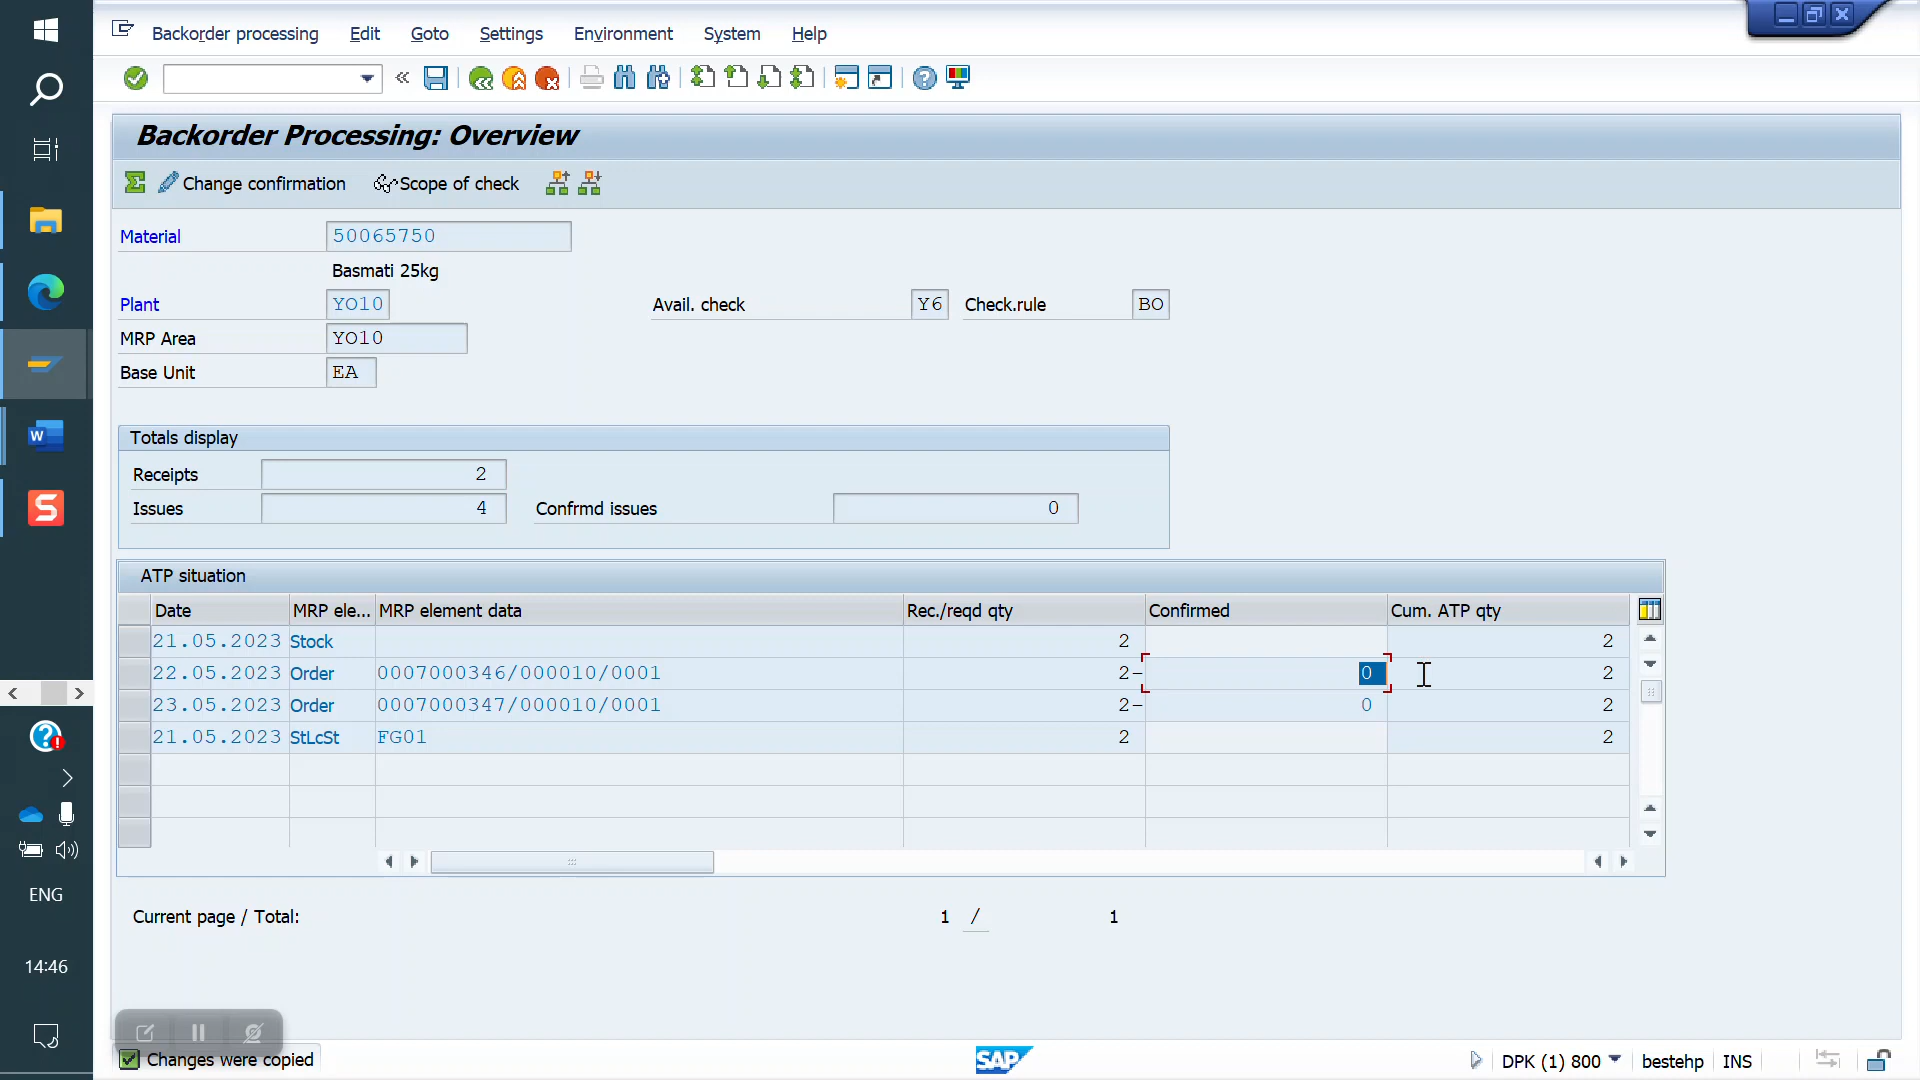 Backorder processing Edit Goto Settings Environment System Help
«
Backorder Processing: Overview
Change confirmation Scope of check
Material 50065750
Basmati 25kg
Plant YO10 Avail. check Y6 Check.rule BO
MRP Area YO10
Base Unit EA
Totals display
Receipts 2
Issues 4 Confrmd issues 0
ATP situation
Date MRP ele... MRP element data Rec./reqd qty Confirmed Cum. ATP qty
21.05.2023 Stock 2 2
22.05.2023 Order 0007000346/000010/0001 2- 0 2
23.05.2023 Order 0007000347/000010/0001 2- 0 2
21.05.2023 StLcSt FG01 2 2
Current page / Total: 1 / 1
Changes were copied
SAP
DPK (1) 800 bestehp INS
W
S
ENG
14:46